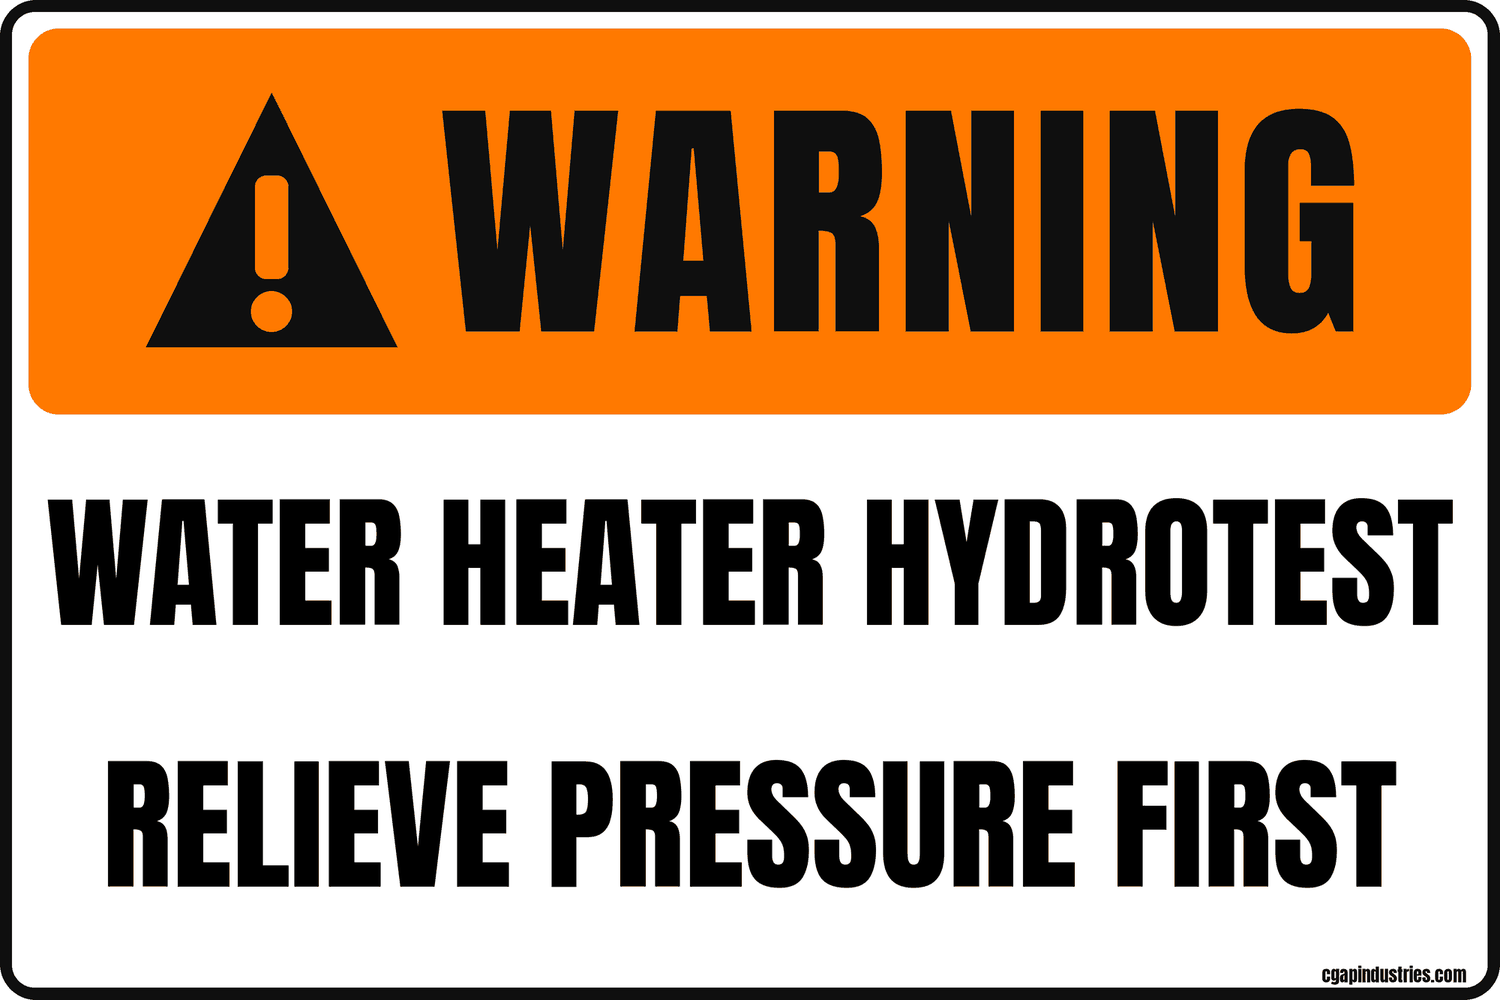 WARNING
WATER HEATER HYDROTEST
RELIEVE PRESSURE FIRST
cgapindustries.com